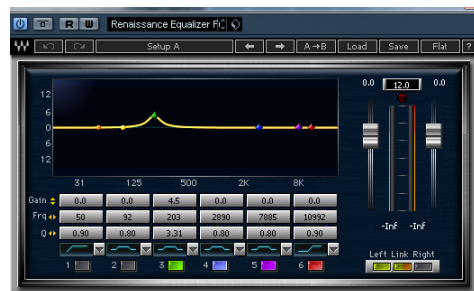 R W Renaissance Equalizer
Setup A A→B Load Save Flat ?
0.0 12.0 0.0
12
6
0
6
12
31 125 500 2K 8K
Gain 0.0 0.0 4.5 0.0 0.0 0.0
Frq 50 92 203 2890 7885 10992
Q 0.90 0.80 3.31 0.80 0.80 0.90
1 2 3 4 5 6
-Inf -Inf
Left Link Right